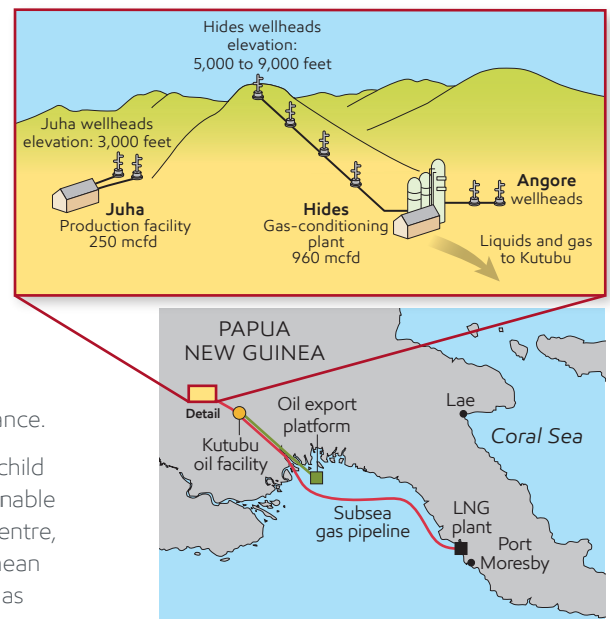 Hides wellheads
elevation:
5,000 to 9,000 feet
Juha wellheads
elevation: 3,000 feet
Juha
Production facility
250 mcfd
Hides
Gas-conditioning
plant
960 mcfd
Angore
wellheads
Liquids and gas
to Kutubu
PAPUA
NEW GUINEA
Detail
Kutubu
oil facility
Oil export
platform
Lae
Coral Sea
Subsea
gas pipeline
LNG
plant
Port
Moresby
child
nable
entre,
nean
as